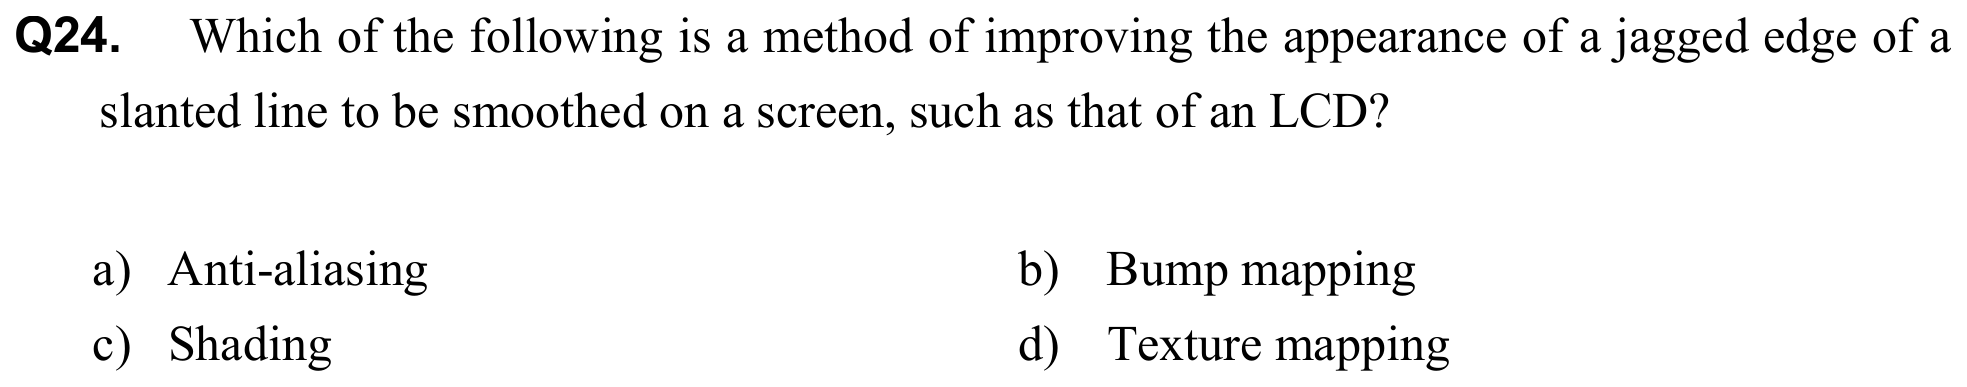 Q24. Which of the following is a method of improving the appearance of a jagged edge of a
slanted line to be smoothed on a screen, such as that of an LCD?
a) Anti-aliasing b) Bump mapping
c) Shading d) Texture mapping